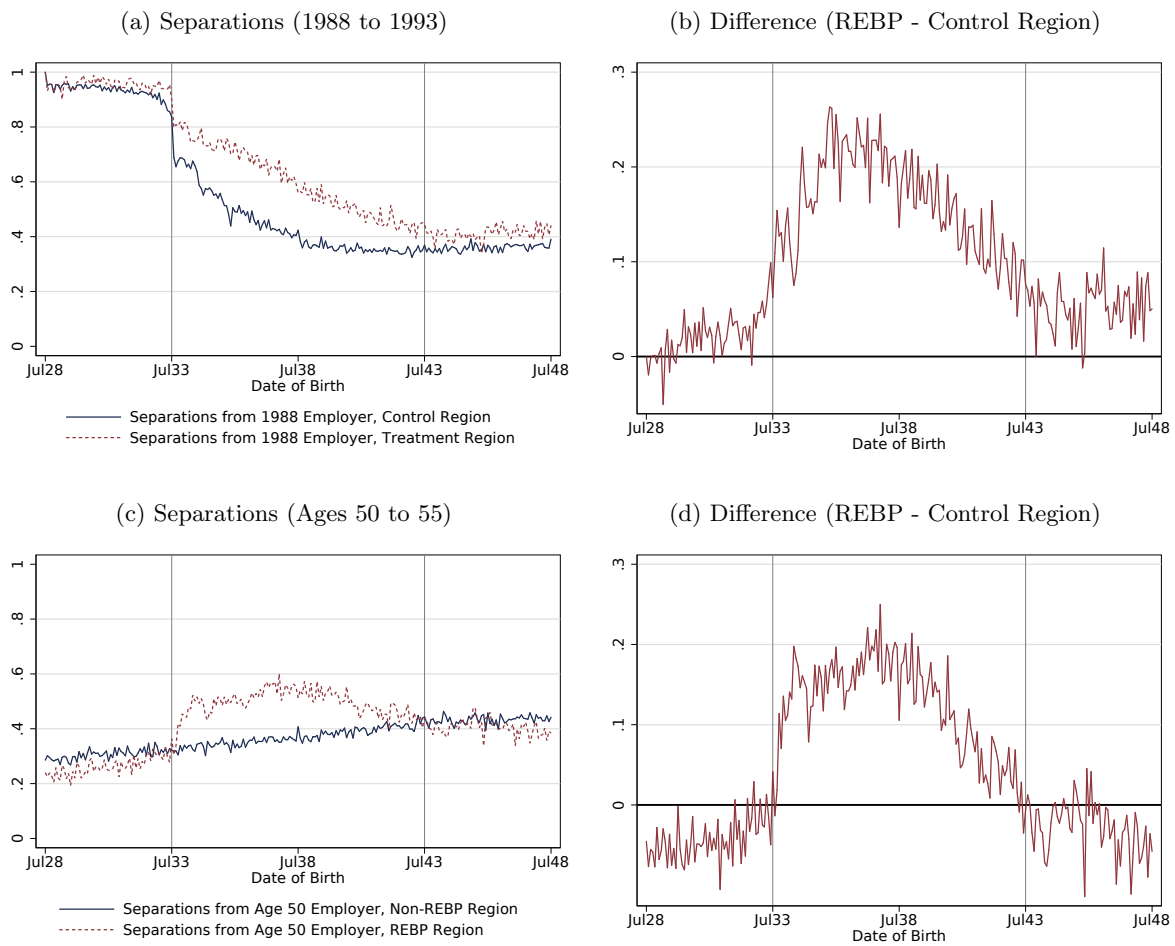 (a) Separations (1988 to 1993)
1
.8
.6
.4
.2
0
Jul28 Jul33 Jul38 Jul43 Jul48
Date of Birth
Separations from 1988 Employer, Control Region
Separations from 1988 Employer, Treatment Region
(b) Difference (REBP - Control Region)
.3
.2
.1
0
Jul28 Jul33 Jul38 Jul43 Jul48
Date of Birth
(c) Separations (Ages 50 to 55)
1
.8
.6
.4
.2
0
Jul28 Jul33 Jul38 Jul43 Jul48
Date of Birth
Separations from Age 50 Employer, Non-REBP Region
Separations from Age 50 Employer, REBP Region
(d) Difference (REBP - Control Region)
.3
.2
.1
0
Jul28 Jul33 Jul38 Jul43 Jul48
Date of Birth